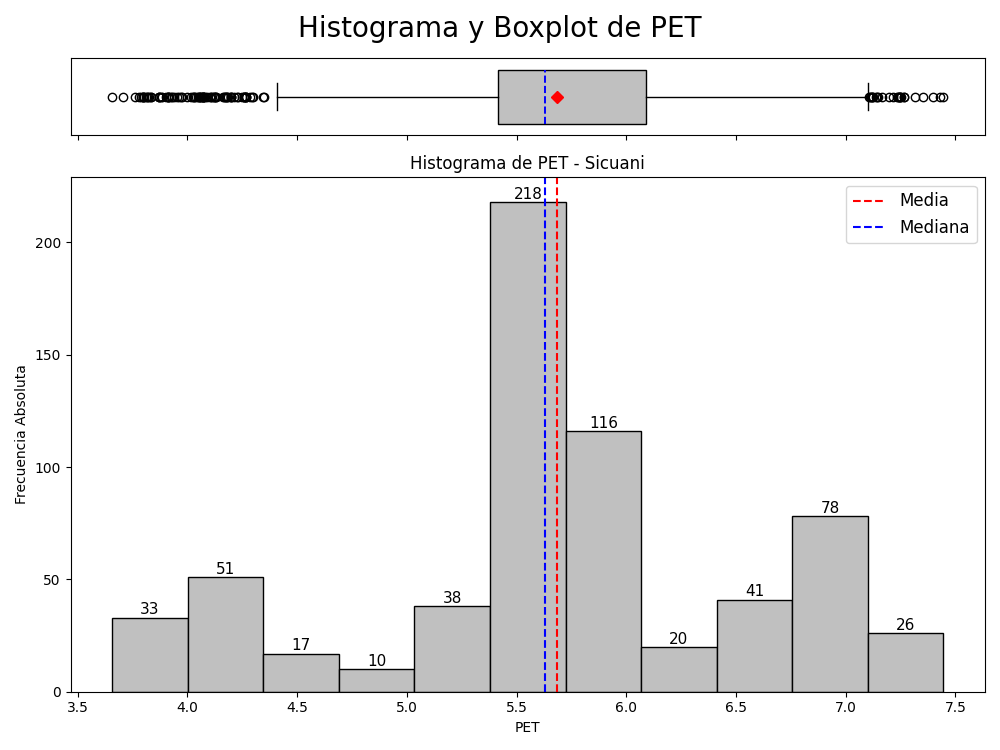 Histograma y Boxplot de PET
Histograma de PET - Sicuani
Media
Mediana
218
116
78
51
41
38
33
26
20
17
10
200
150
100
50
0
Frecuencia Absoluta
3.5 4.0 4.5 5.0 5.5 6.0 6.5 7.0 7.5
PET